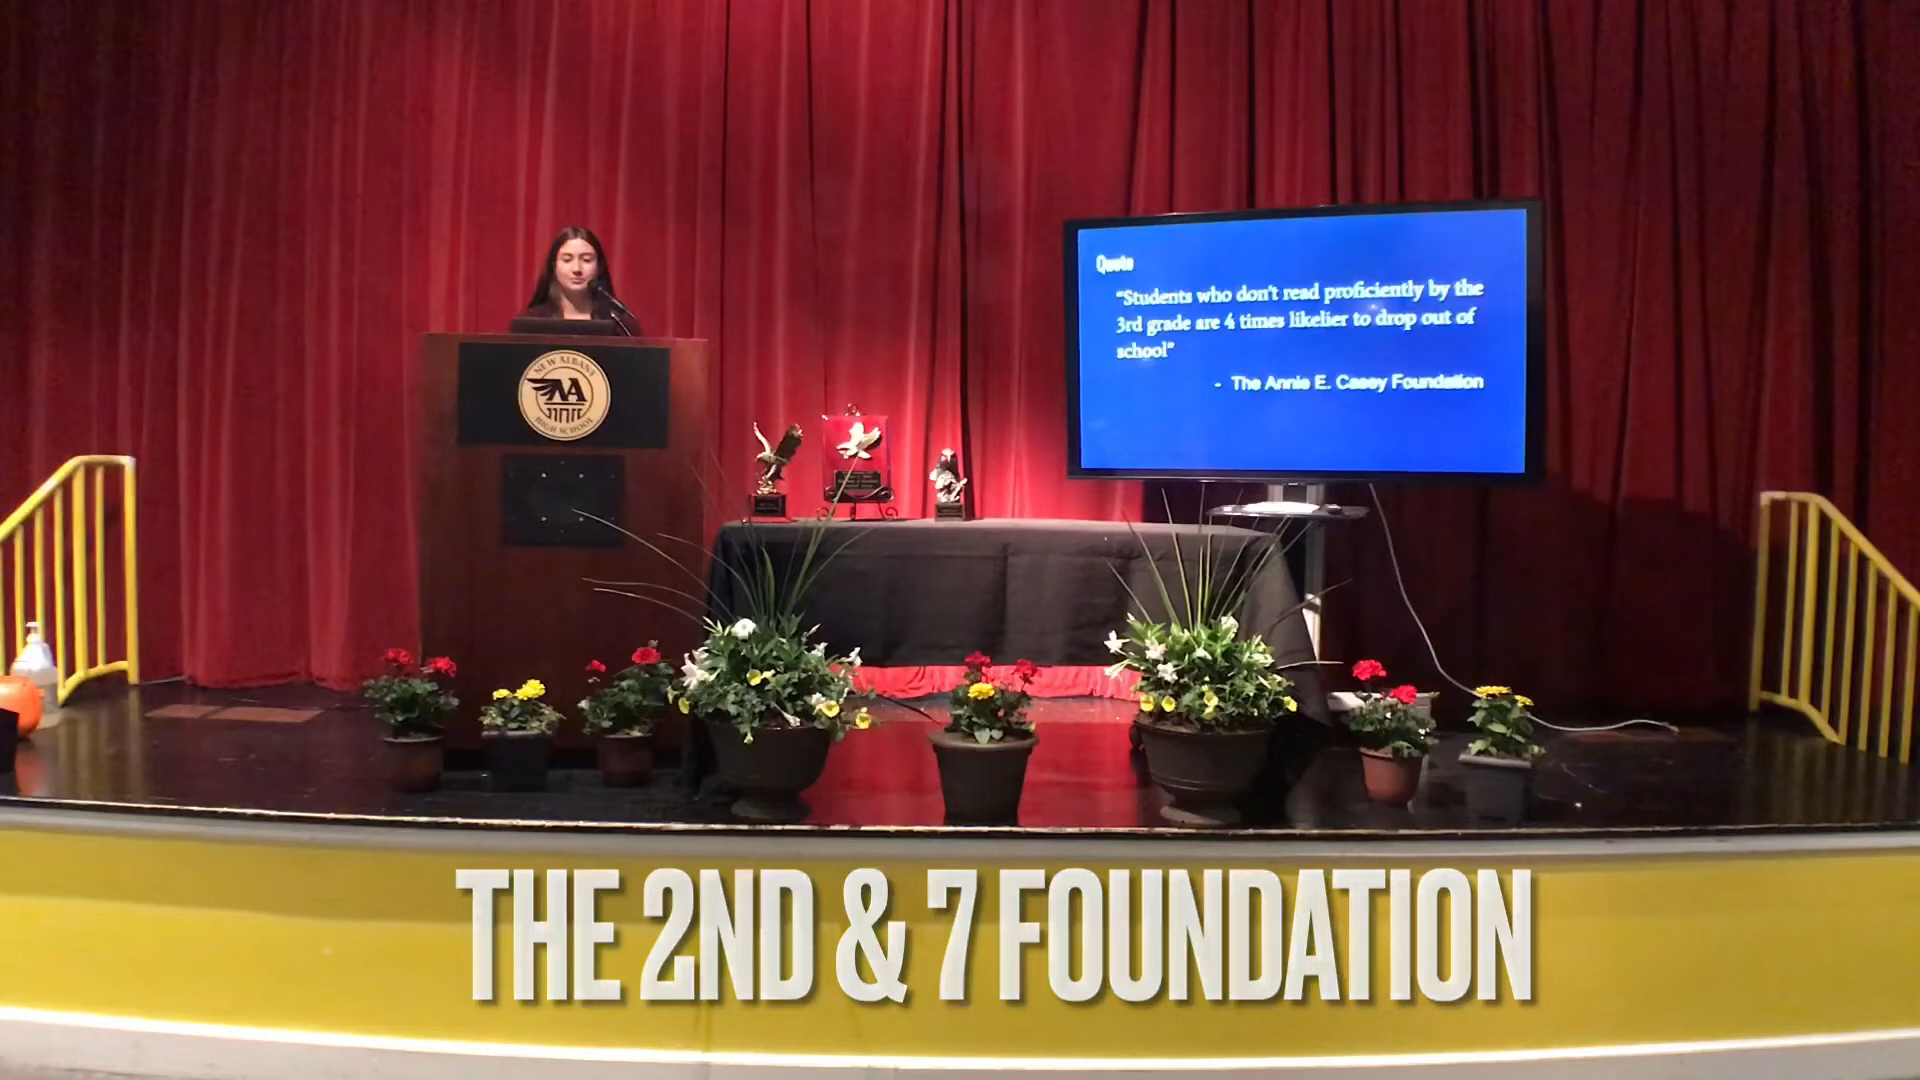 Quote
“Students who don't read proficiently by the
3rd grade are 4 times likelier to drop out of
school”
- The Annie E. Casey Foundation
NEW ALBANY
NA
HIGH SCHOOL
THE 2ND & 7 FOUNDATION